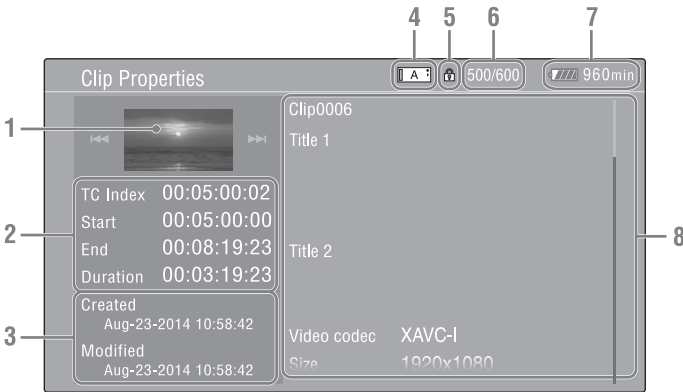 4 5 6 7
Clip Properties A 500/600 960min
1
Clip0006
Title 1
TC Index 00:05:00:02
Start 00:05:00:00
2
End 00:08:19:23
Duration 00:03:19:23
Title 2
8
Created
Aug-23-2014 10:58:42
3
Modified
Aug-23-2014 10:58:42
Video codec XAVC-I
Size 1920x1080